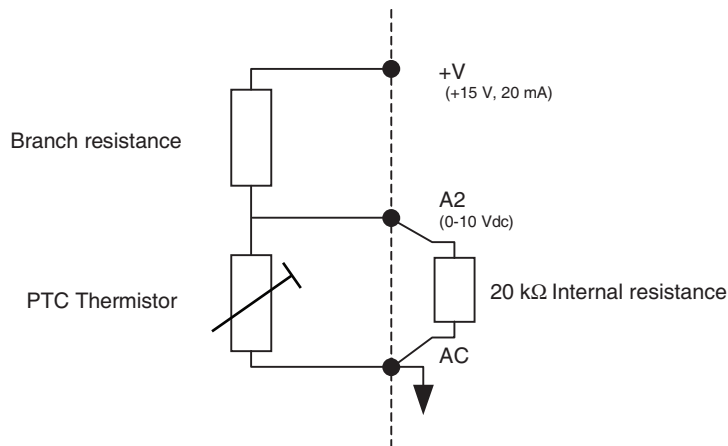 +V
(+15 V, 20 mA)
Branch resistance
A2
(0-10 Vdc)
PTC Thermistor
20 kΩ Internal resistance
AC